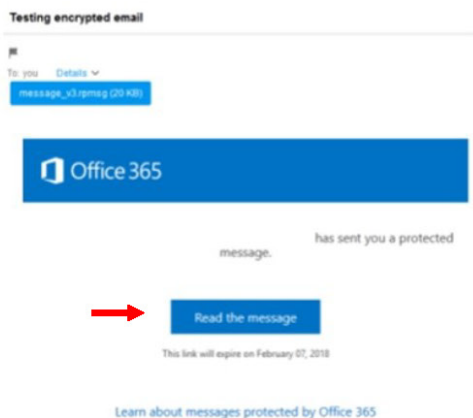 Testing encrypted email
To: you Details
message_v3.rpmsg (20 KB)
Office 365
has sent you a protected
message.
Read the message
This link will expire on February 07, 2018
Learn about messages protected by Office 365